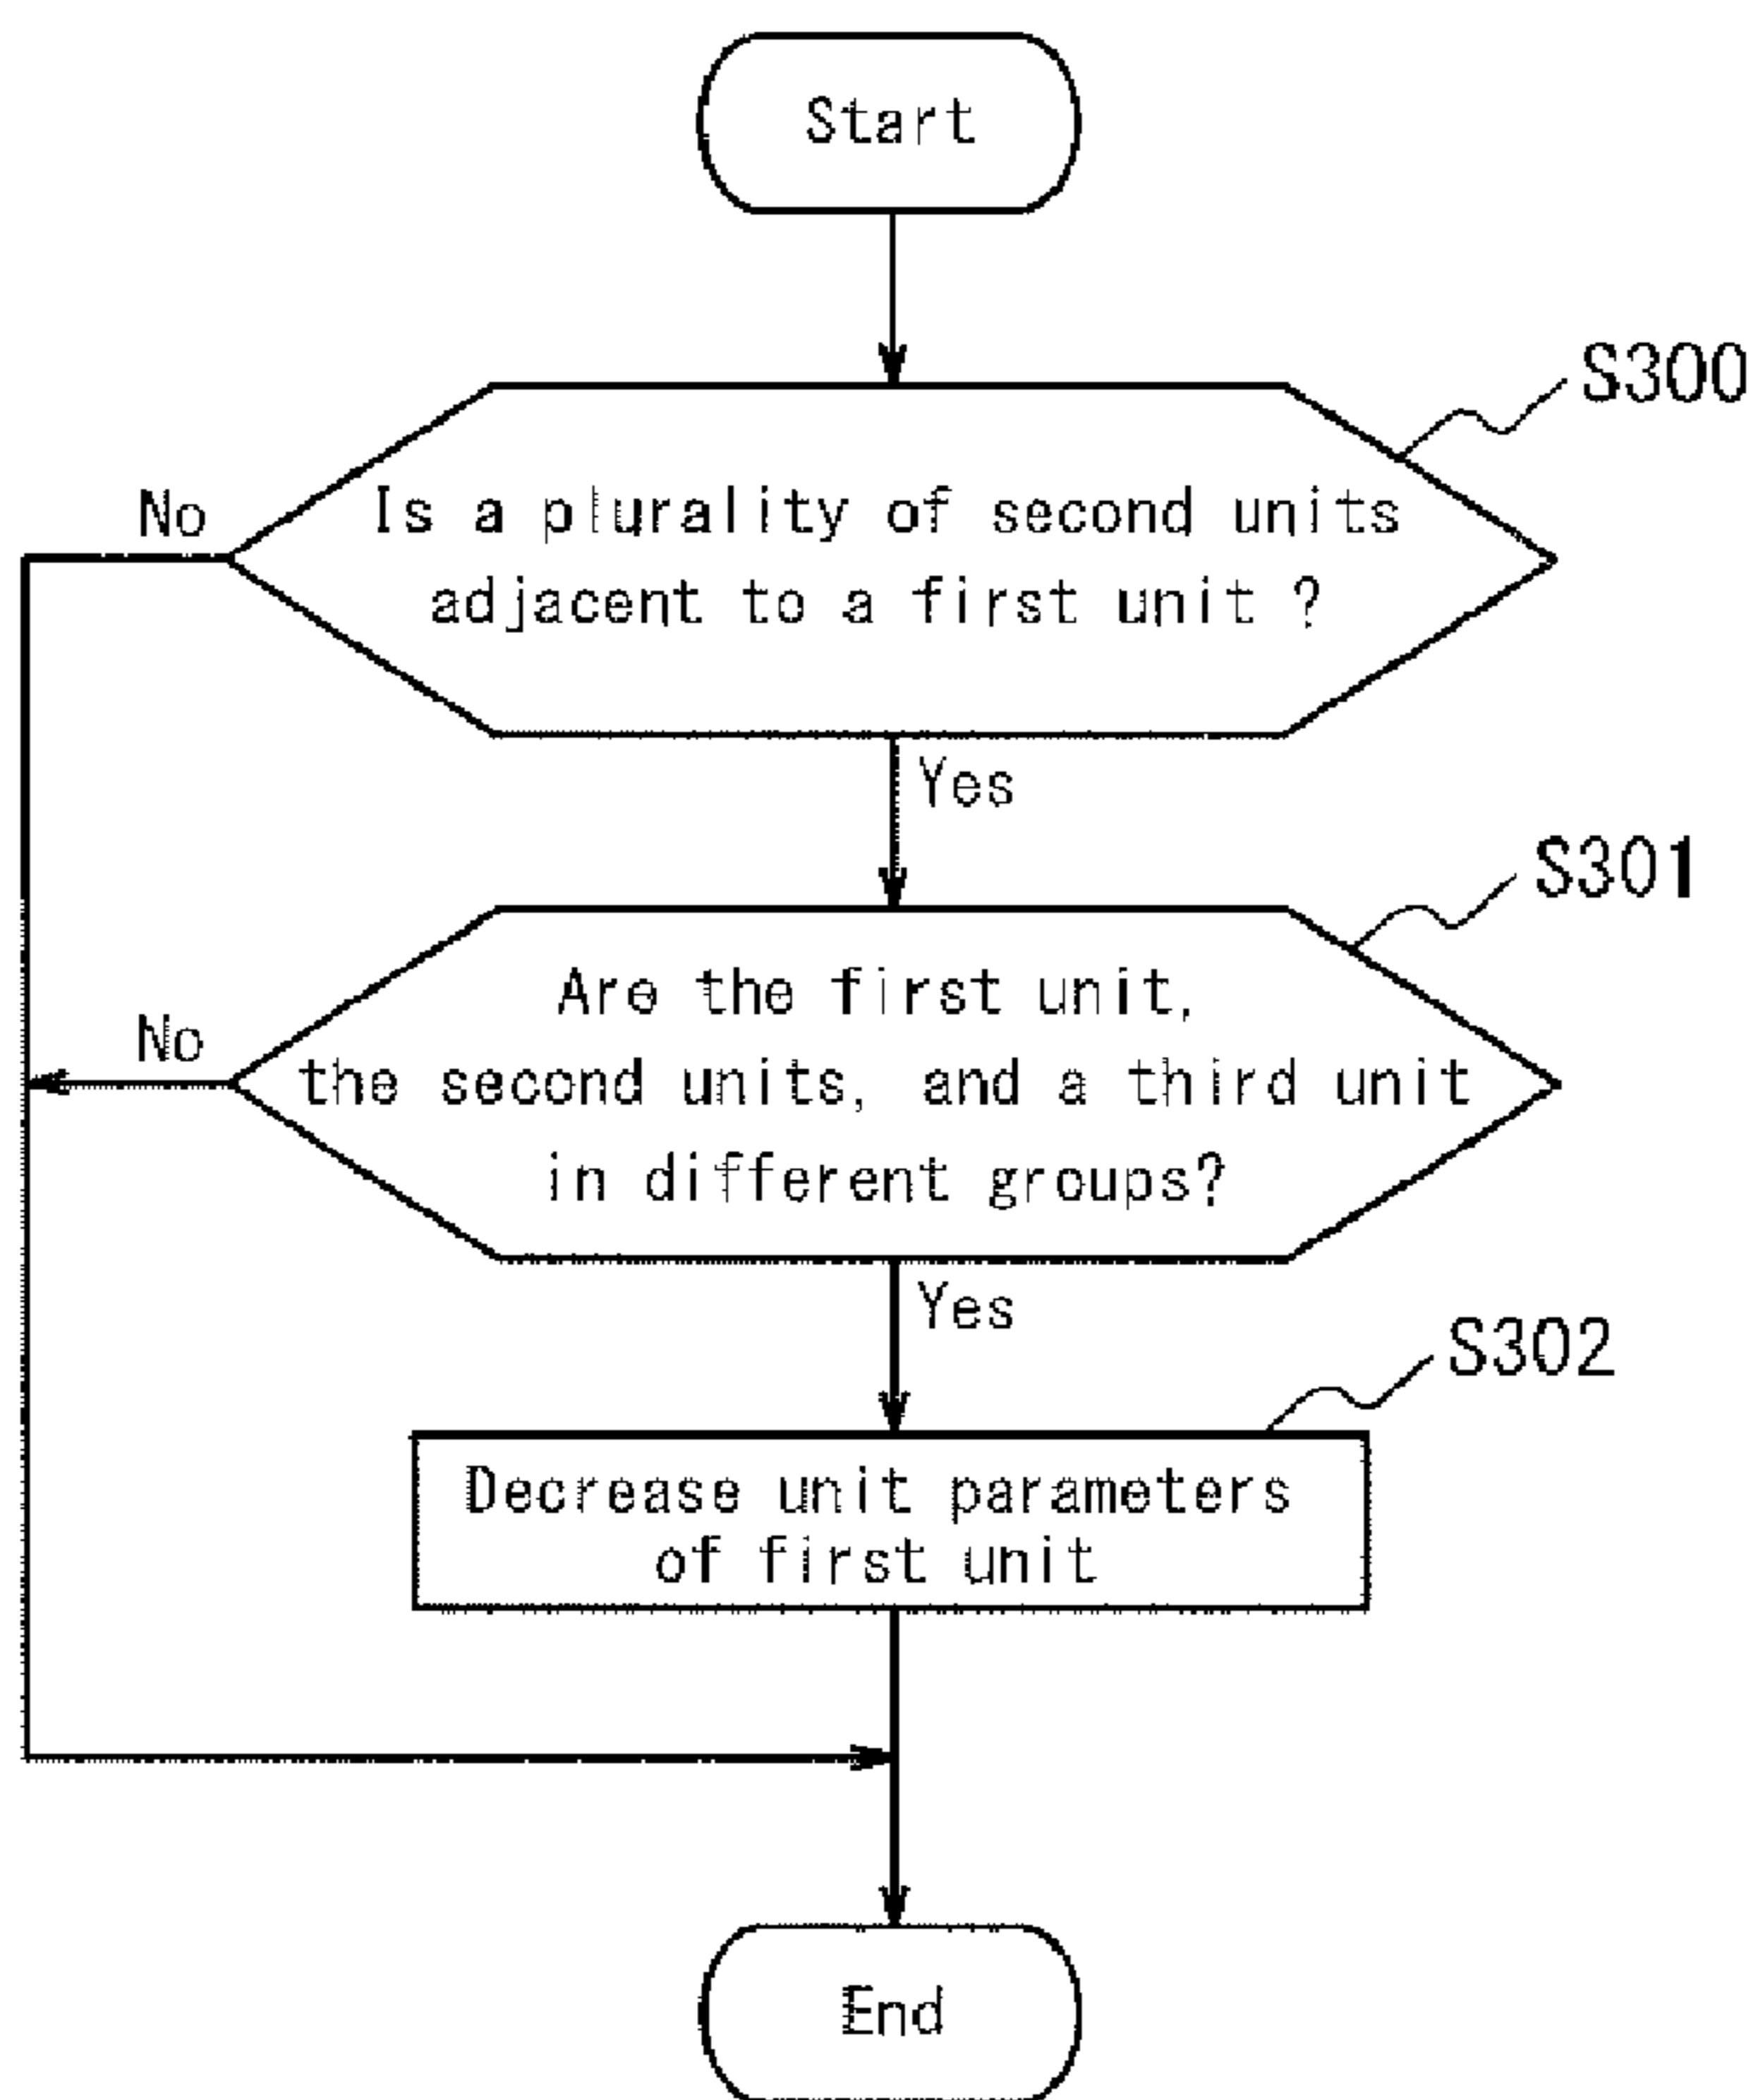 Start
S300
No
Is a plurality of second units
adjacent to a first unit ?
Yes
S301
No
Are the first unit,
the second units, and a third unit
in different groups?
Yes
S302
Decrease unit parameters
of first unit
End